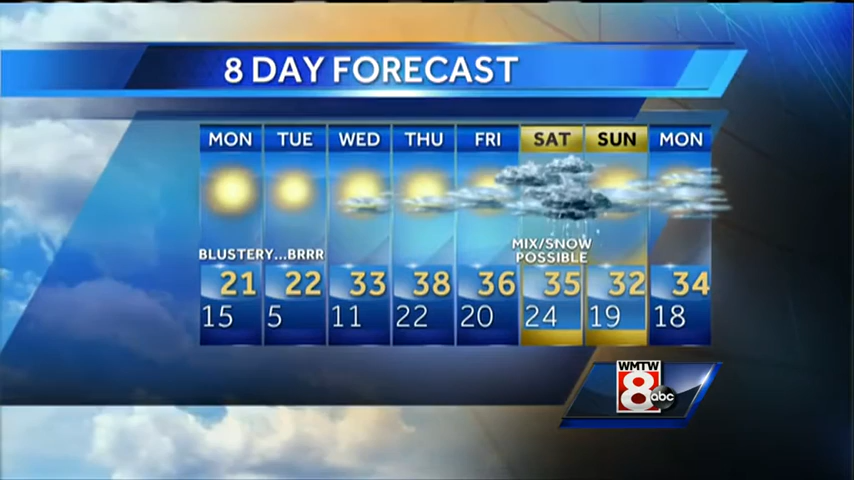 8 DAY FORECAST
MON TUE WED THU FRI SAT SUN MON
BLUSTERY...BRRR
MIX/SNOW
POSSIBLE
21 22 33 38 36 35 32 34
15 5 11 22 20 24 19 18
WMTW
8
abc